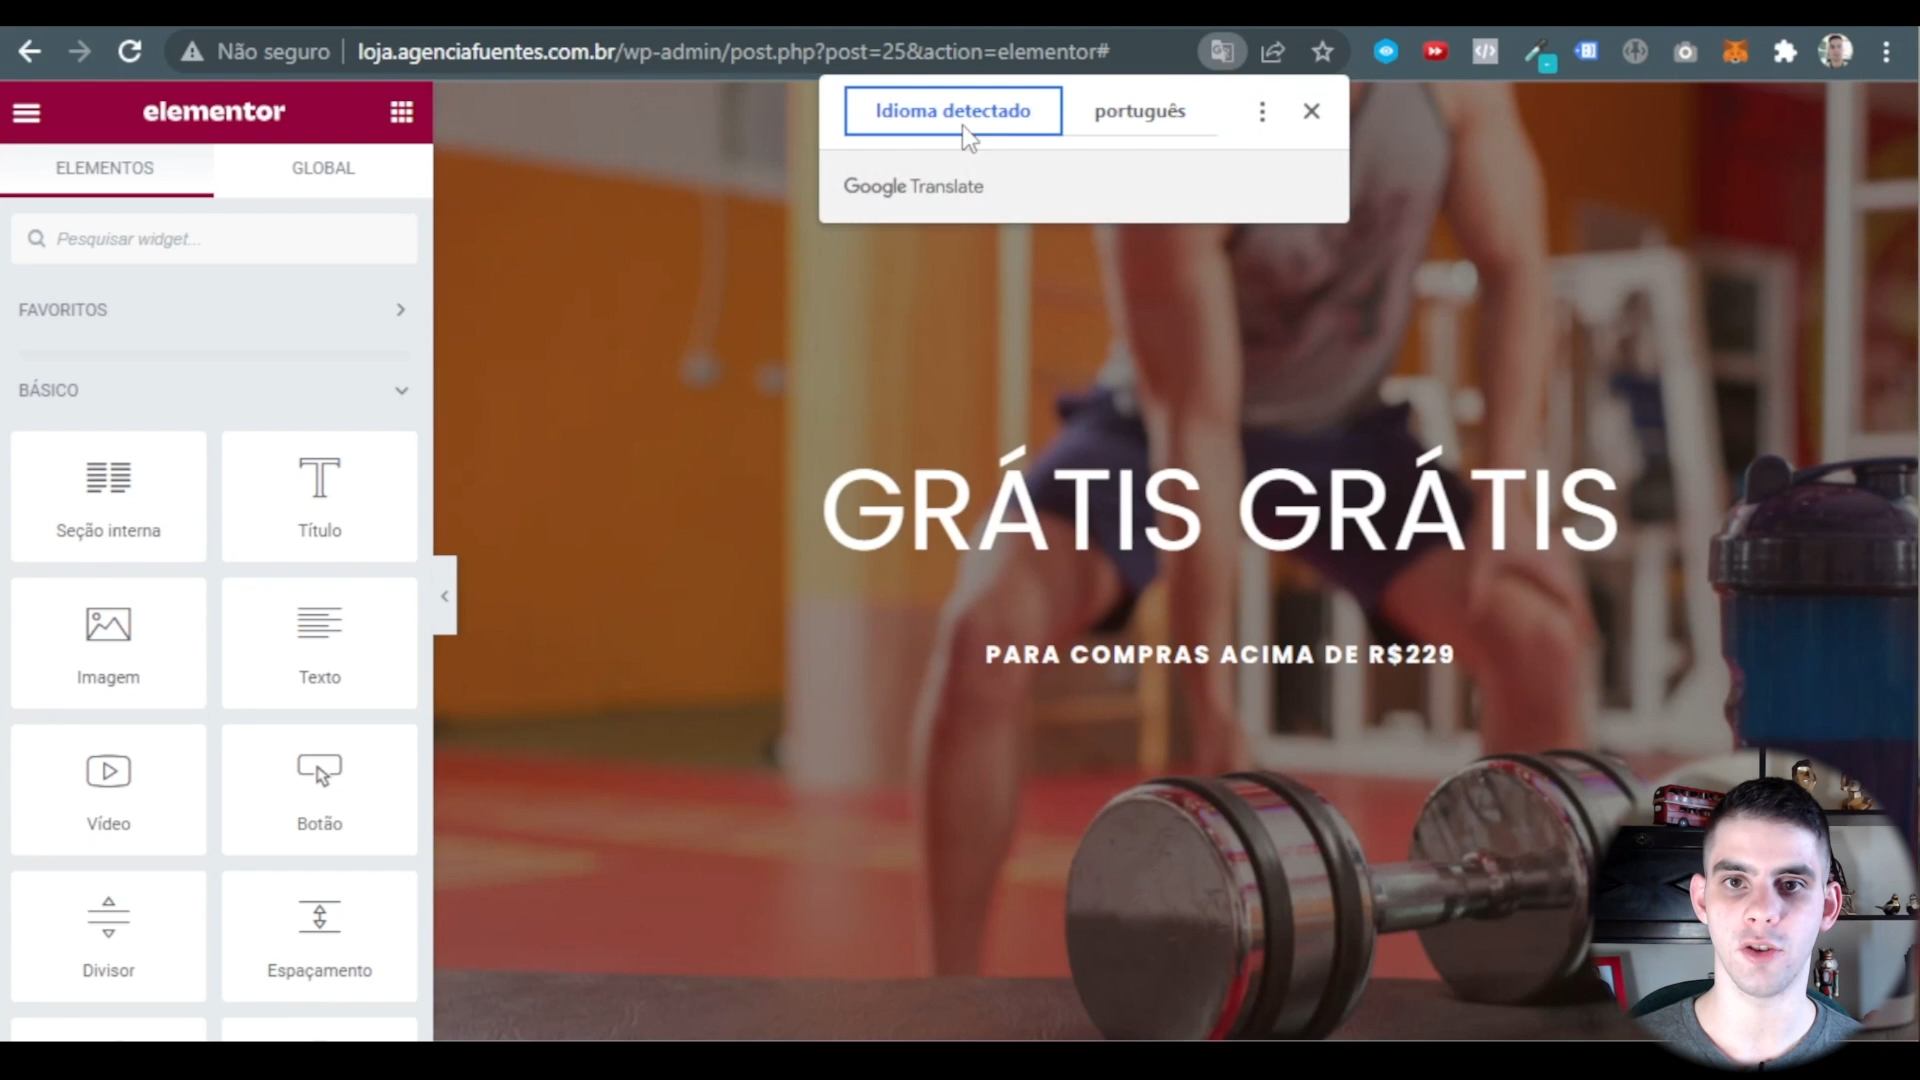 Não seguro
loja.agenciafuentes.com.br/wp-admin/post.php?post=25&action=elementor#
Idioma detectado
português
Google Translate
elementor
ELEMENTOS
GLOBAL
Pesquisar widget...
FAVORITOS
BÁSICO
Seção interna
Título
Imagem
Texto
Vídeo
Botão
Divisor
Espaçamento
GRÁTIS GRÁTIS
PARA COMPRAS ACIMA DE R$229